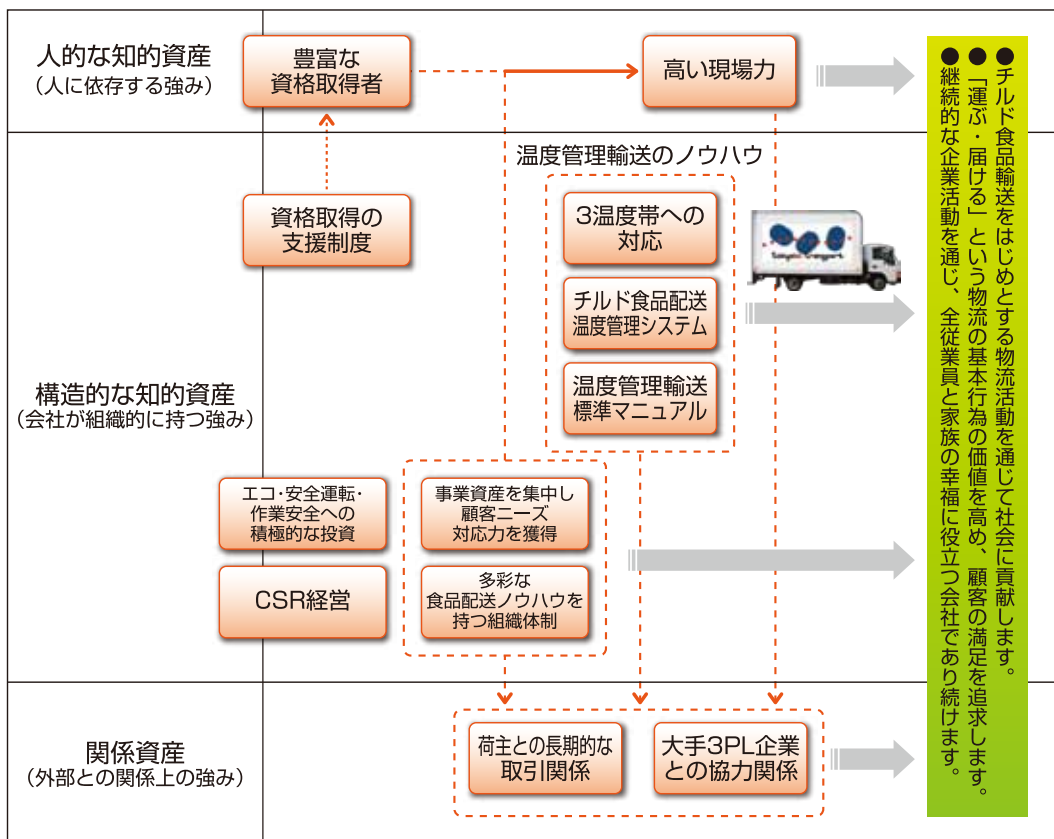 人的な知的資産
（人に依存する強み）
豊富な
資格取得者
高い現場力
温度管理輸送のノウハウ
資格取得の
支援制度
3温度帯への
対応
チルド食品配送
温度管理システム
温度管理輸送
標準マニュアル
構造的な知的資産
（会社が組織的に持つ強み）
エコ・安全運転・
作業安全への
積極的な投資
事業資産を集中し
顧客ニーズ
対応力を獲得
CSR経営
多彩な
食品配送ノウハウを
持つ組織体制
関係資産
（外部との関係上の強み）
荷主との長期的な
取引関係
大手3PL企業
との協力関係
●チルド食品輸送をはじめとする物流活動を通じて社会に貢献します。
●「運ぶ・届ける」という物流の基本行為の価値を高め、顧客の満足を追求します。
●継続的な企業活動を通じ、全従業員と家族の幸福に役立つ会社であり続けます。